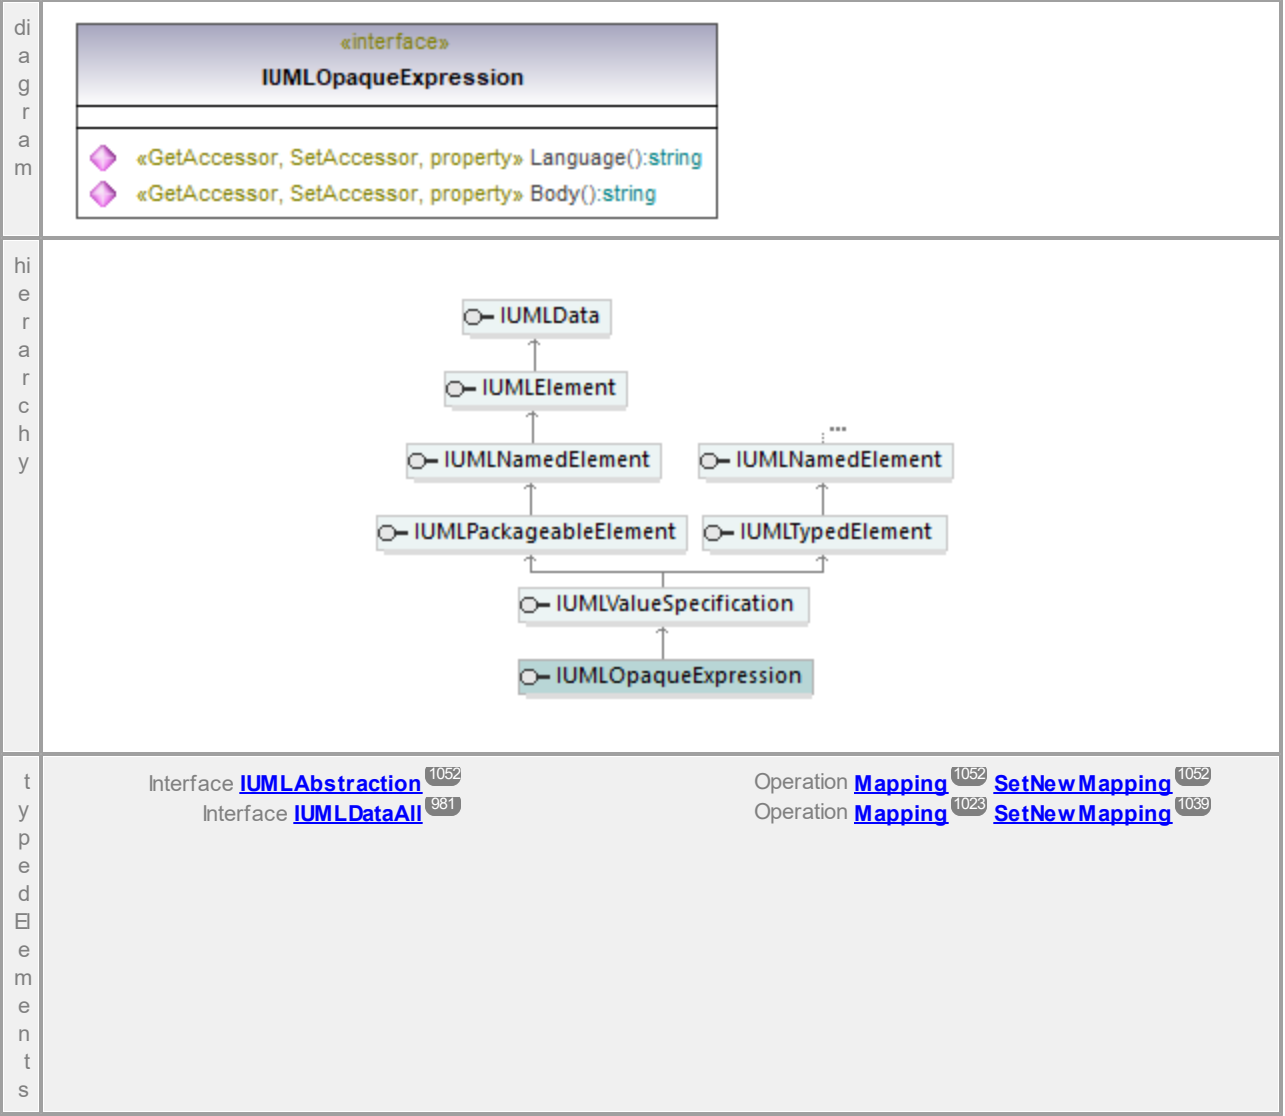 diagram
«interface»
IUMLOpaqueExpression
«GetAccessor, SetAccessor, property» Language():string
«GetAccessor, SetAccessor, property» Body():string
hierarchy
IUMLData
IUMLElement
...
IUMLNamedElement IUMLNamedElement
IUMLPackageableElement IUMLTypedElement
IUMLValueSpecification
IUMLOpaqueExpression
typedElements
Interface IUMLAbstraction 1052 Operation Mapping 1052 SetNewMapping 1052
Interface IUMLDataAll 981 Operation Mapping 1023 SetNewMapping 1039